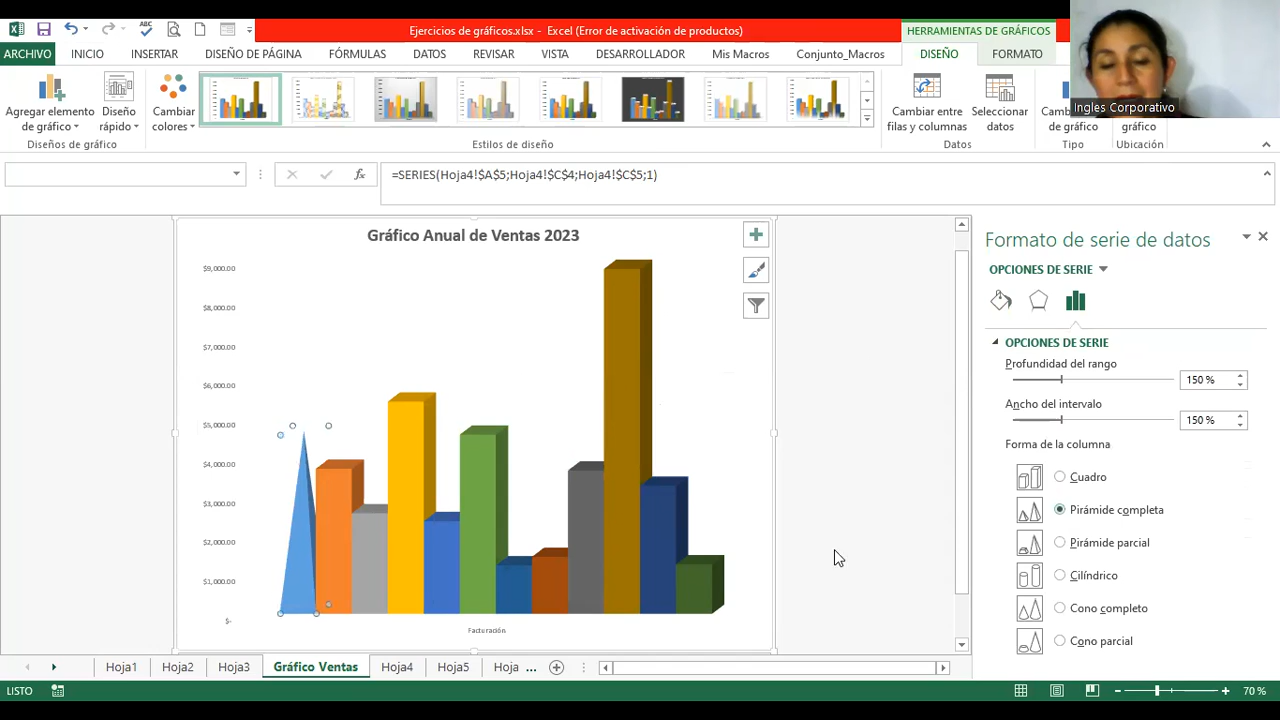 Ejercicios de gráficos.xlsx - Excel (Error de activación de productos)
HERRAMIENTAS DE GRÁFICOS
ARCHIVO INICIO INSERTAR DISEÑO DE PÁGINA FÓRMULAS DATOS REVISAR DESARROLLADOR Mis Macros Conjunto_Macros DISEÑO FORMATO
Agregar elemento de gráfico
Diseño rápido
Cambiar colores
Cambiar entre filas y columnas
Seleccionar datos
de gráfico
gráfico
Ingles Corporativo
Diseños de gráfico
Estilos de diseño
Datos
Tipo
Ubicación
fx
=SERIES(Hoja4!$A$5;Hoja4!$C$4;Hoja4!$C$5;1)
Gráfico Anual de Ventas 2023
$9,000.00
$8,000.00
$7,000.00
$6,000.00
$5,000.00
$4,000.00
$3,000.00
$2,000.00
$1,000.00
$-
Facturación
Formato de serie de datos
OPCIONES DE SERIE
OPCIONES DE SERIE
Profundidad del rango
150 %
Ancho del intervalo
150 %
Forma de la columna
Cuadro
Pirámide completa
Pirámide parcial
Cilíndrico
Cono completo
Cono parcial
Hoja1 Hoja2 Hoja3 Gráfico Ventas Hoja4 Hoja5 Hoja ...
LISTO
70 %